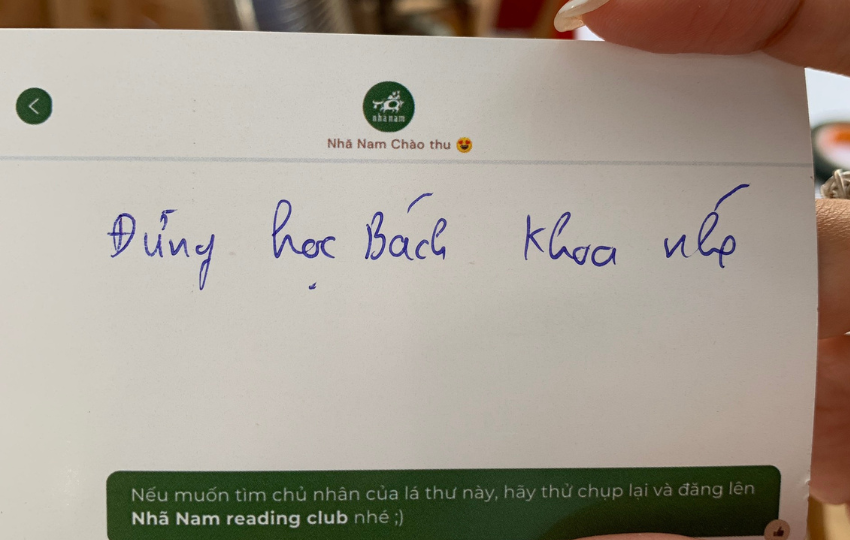 nhã nam
Nhã Nam Chào thu 😍
Đừng học Bách Khoa nhé
Nếu muốn tìm chủ nhân của lá thư này, hãy thử chụp lại và đăng lên
Nhã Nam reading club nhé ;)